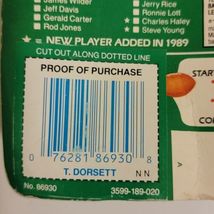 James Wilder
Jeff Davis
Gerald Carter
Rod Jones
Jerry Rice
Ronnie Lott
★ Charles Haley
★ Steve Young
★ = NEW PLAYER ADDED IN 1989
CUT OUT ALONG DOTTED LINE
PROOF OF PURCHASE
0 76281 86930 8
T. DORSETT NN
No. 86930
3599-189-020
STAR
CO